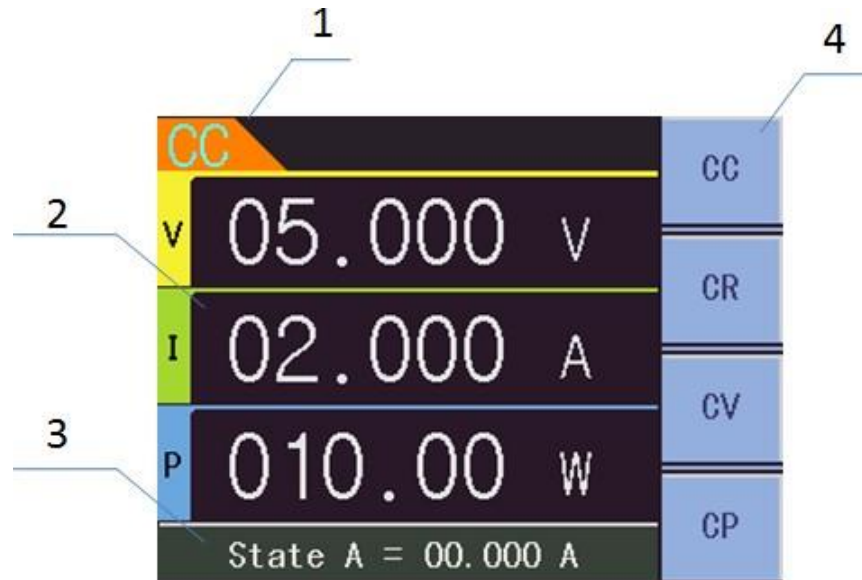 1
4
CC
CC
2
V 05.000 V
CR
I 02.000 A
CV
3
P 010.00 W
CP
State A = 00.000 A